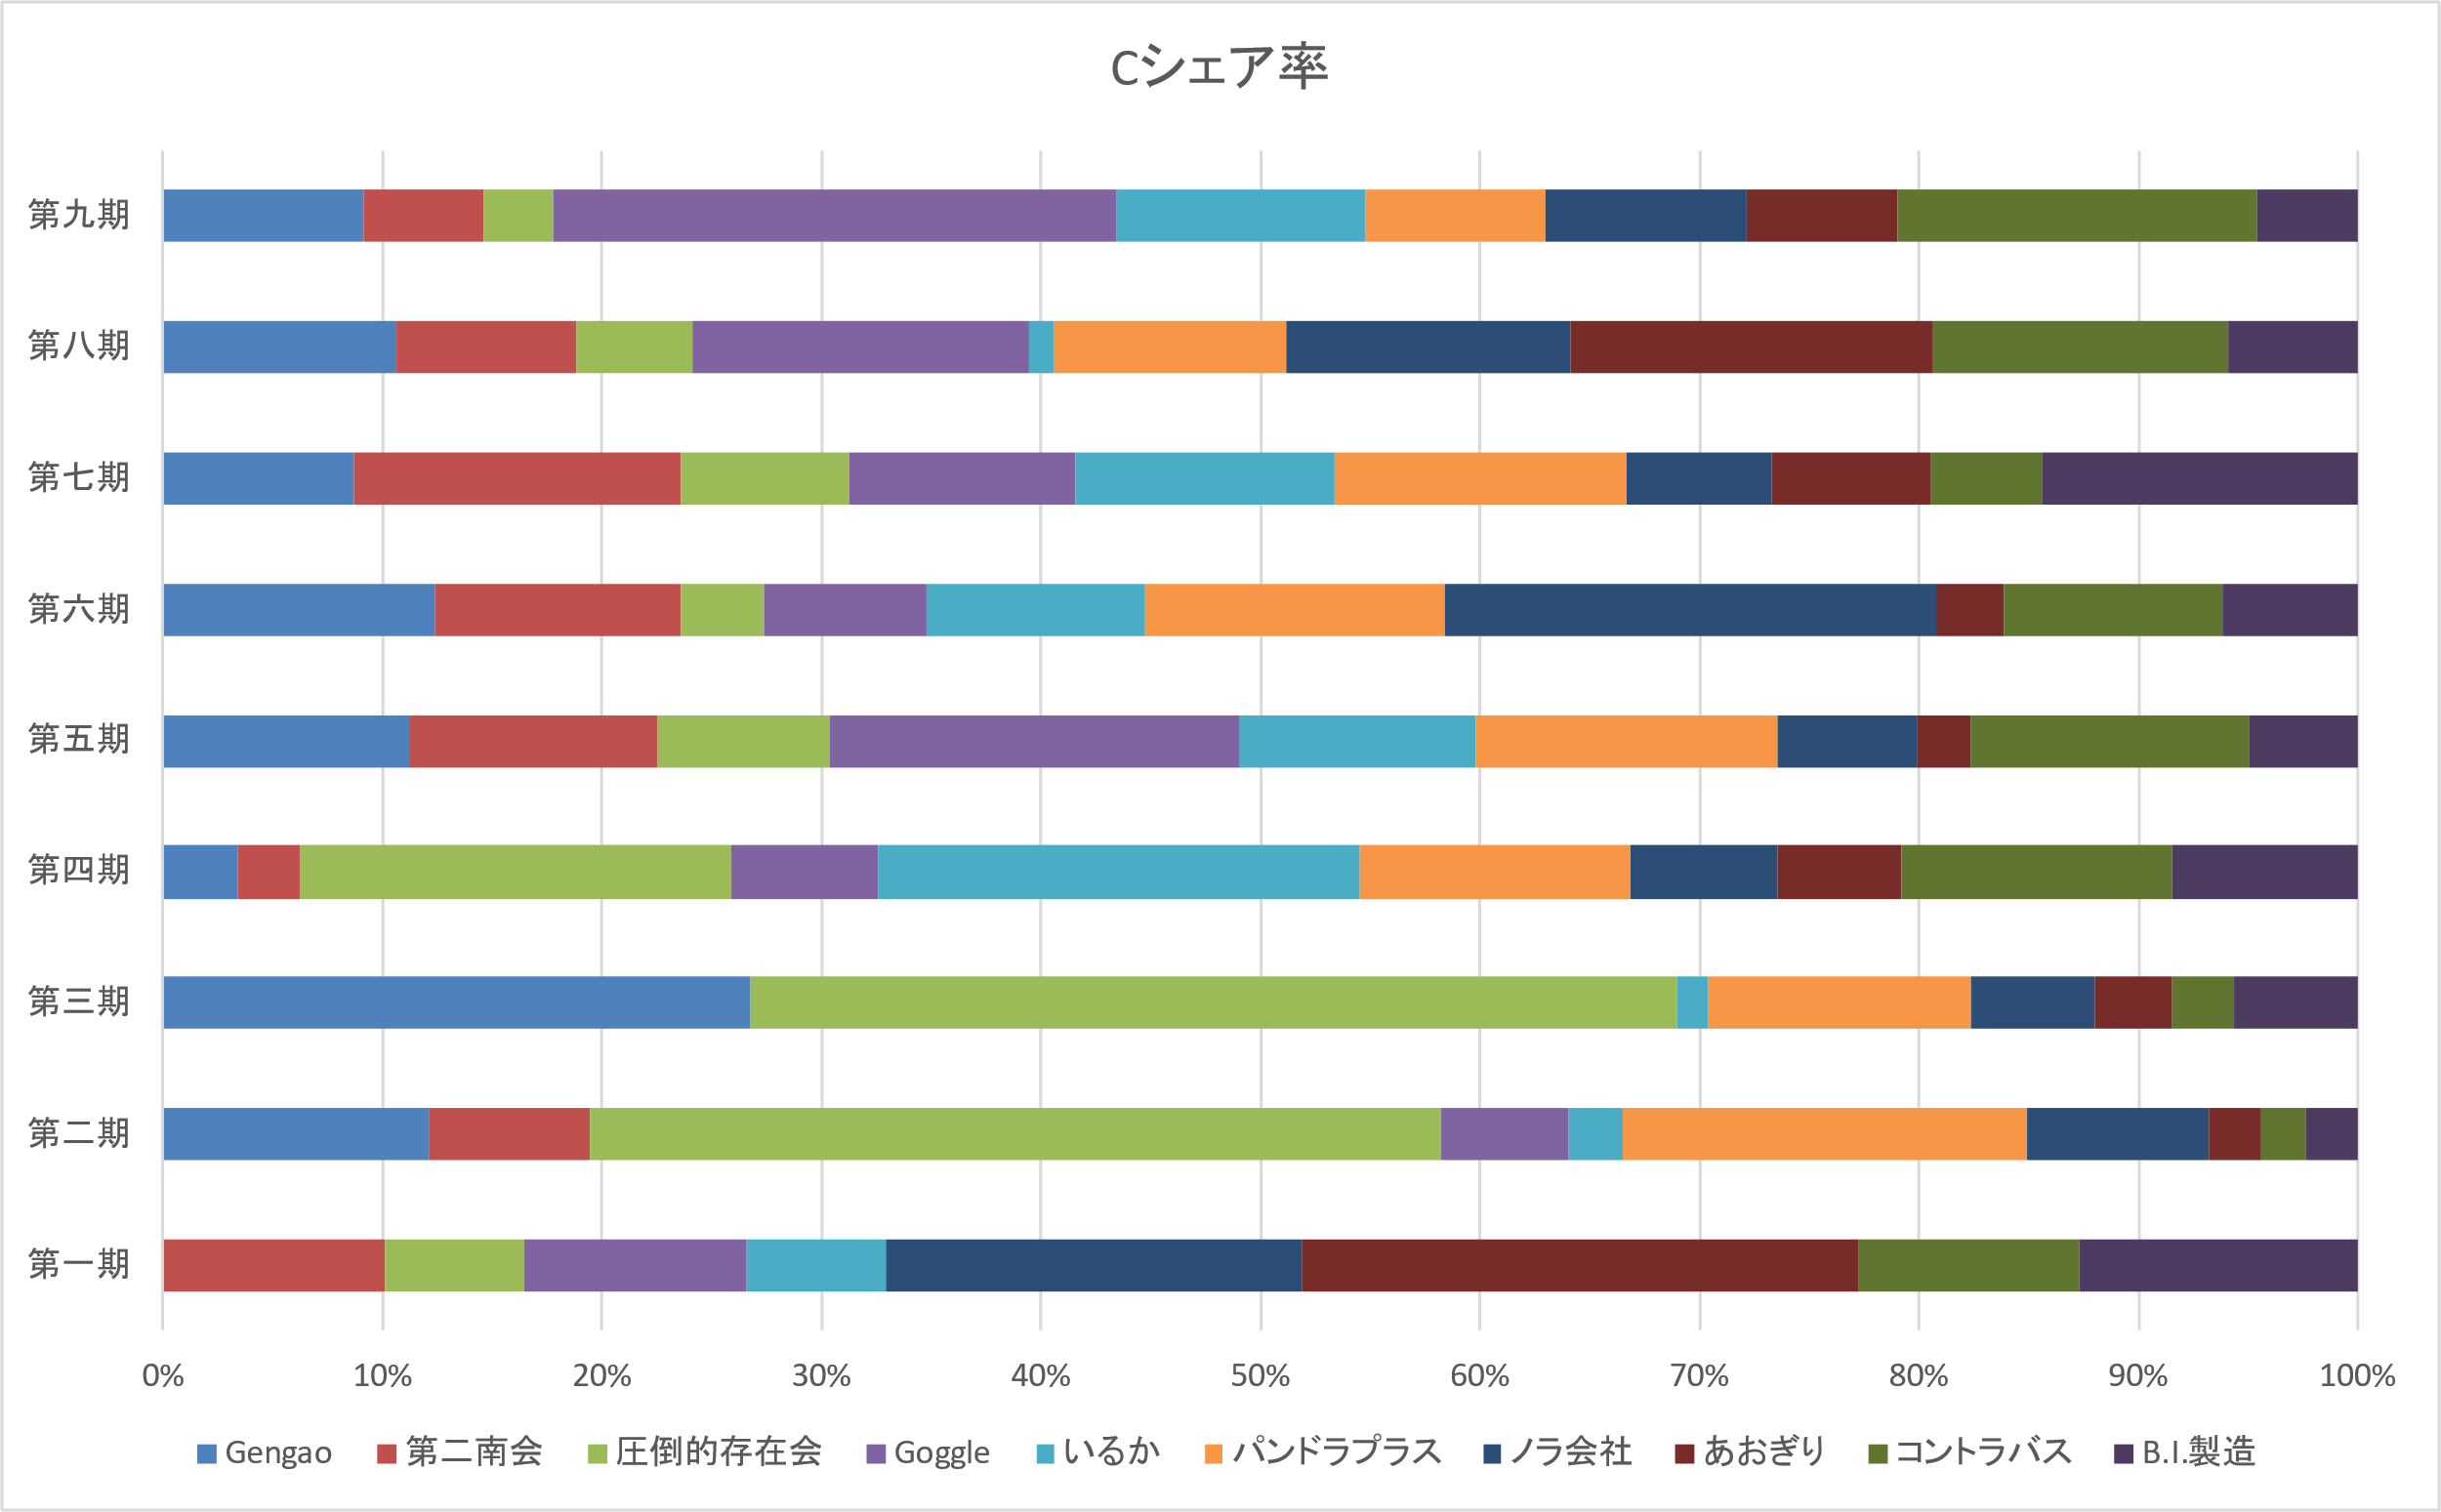 Cシェア率
第九期
第八期
第七期
第六期
第五期
第四期
第三期
第二期
第一期
0% 10% 20% 30% 40% 50% 60% 70% 80% 90% 100%
Gengao 第二南会 圧倒的存在会 Goggle いるか パンドラプラス ノラ会社 あおぎり コントラバス B.I.製造